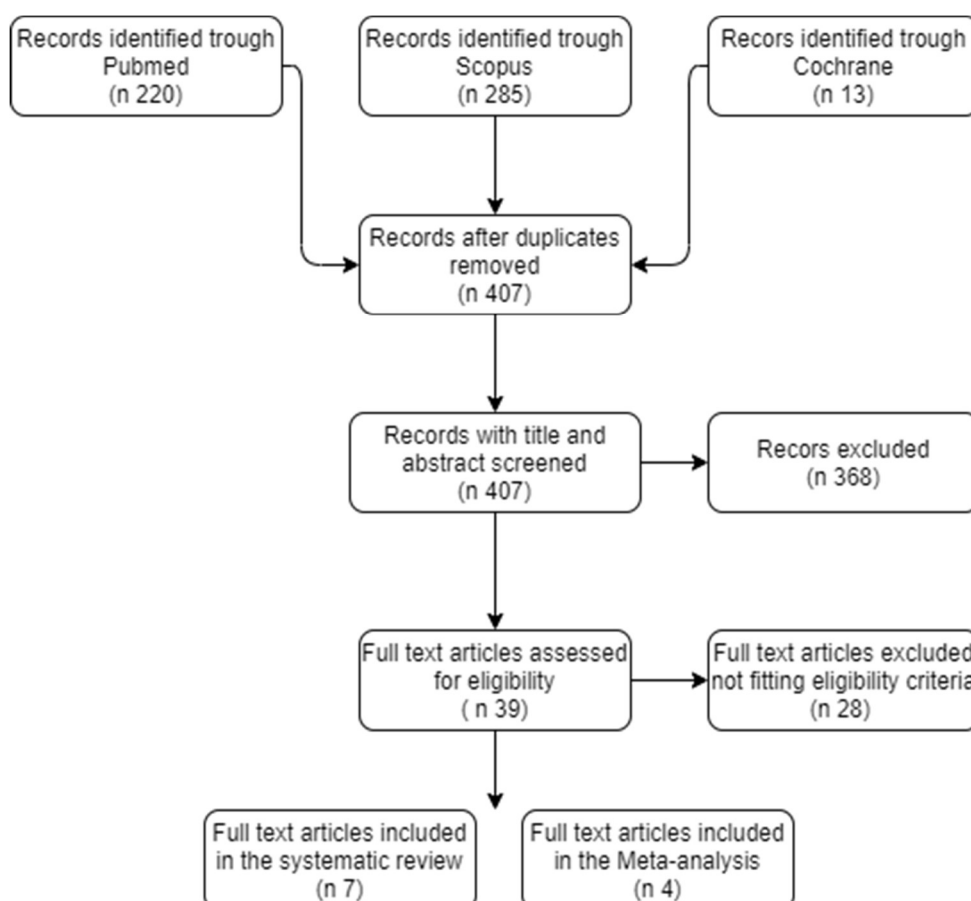 Records identified trough
Pubmed
(n 220)
Records identified trough
Scopus
(n 285)
Recors identified trough
Cochrane
(n 13)
Records after duplicates
removed
(n 407)
Records with title and
abstract screened
(n 407)
Recors excluded
(n 368)
Full text articles assessed
for eligibility
( n 39)
Full text articles excluded
not fitting eligibility criteria
(n 28)
Full text articles included
in the systematic review
(n 7)
Full text articles included
in the Meta-analysis
(n 4)